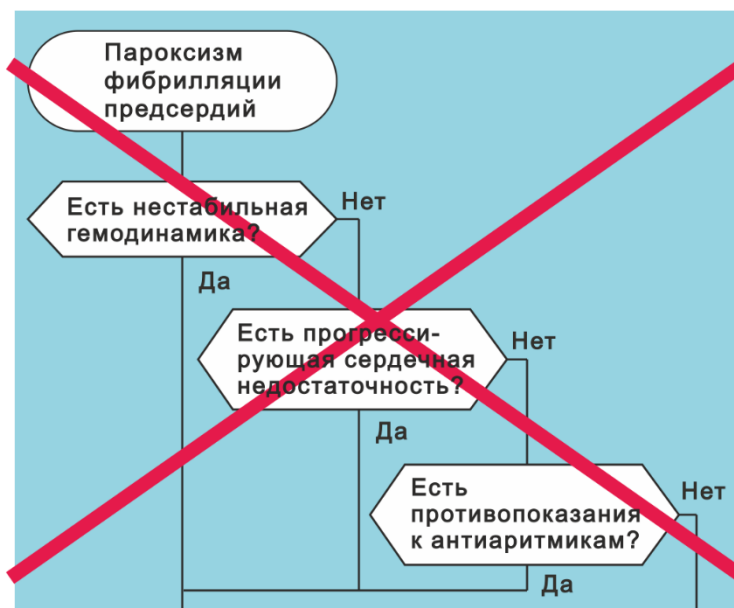 Пароксизм
фибрилляции
предсердий
Есть нестабильная
гемодинамика?
Нет
Да
Есть прогресси-
рующая сердечная
недостаточность?
Нет
Да
Есть
противопоказания
к антиаритмикам?
Нет
Да